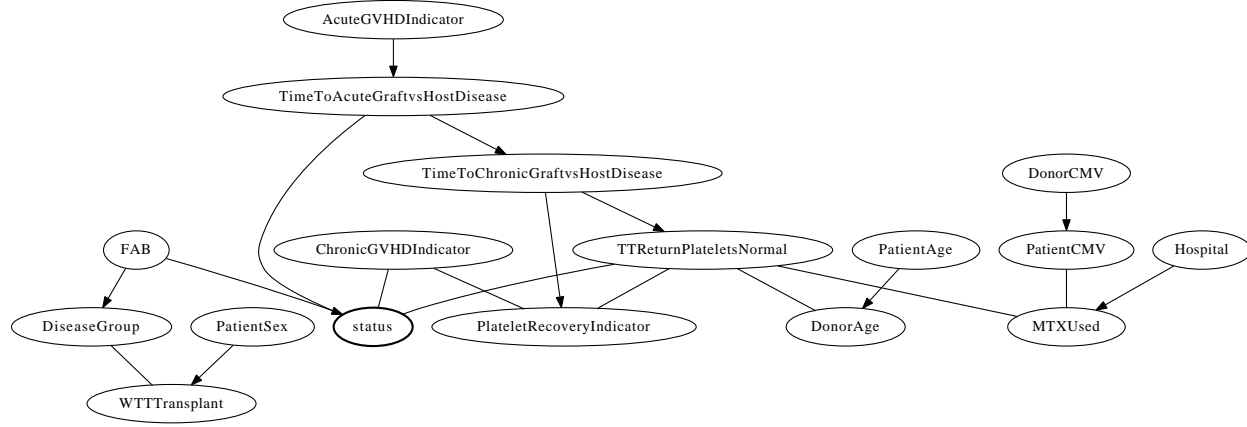 AcuteGVHDIndicator
TimeToAcuteGraftvsHostDisease
TimeToChronicGraftvsHostDisease
DonorCMV
FAB
ChronicGVHDIndicator
TTReturnPlateletsNormal
PatientAge
PatientCMV
Hospital
DiseaseGroup
PatientSex
status
PlateletRecoveryIndicator
DonorAge
MTXUsed
WTTTransplant